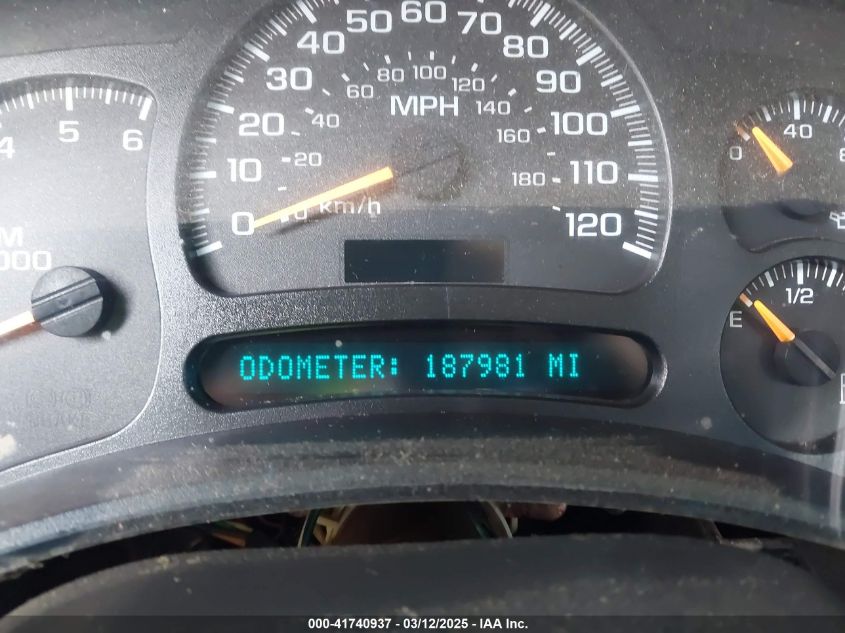 50 60 70
40 80
30 80 100 120 90
60 MPH 140
4 5 6
20 40 160 100
0 40
10 20 180 110
0 0 km/h 120
000
1/2
E
ODOMETER: 187981 MI
000-41740937 - 03/12/2025 - IAA Inc.